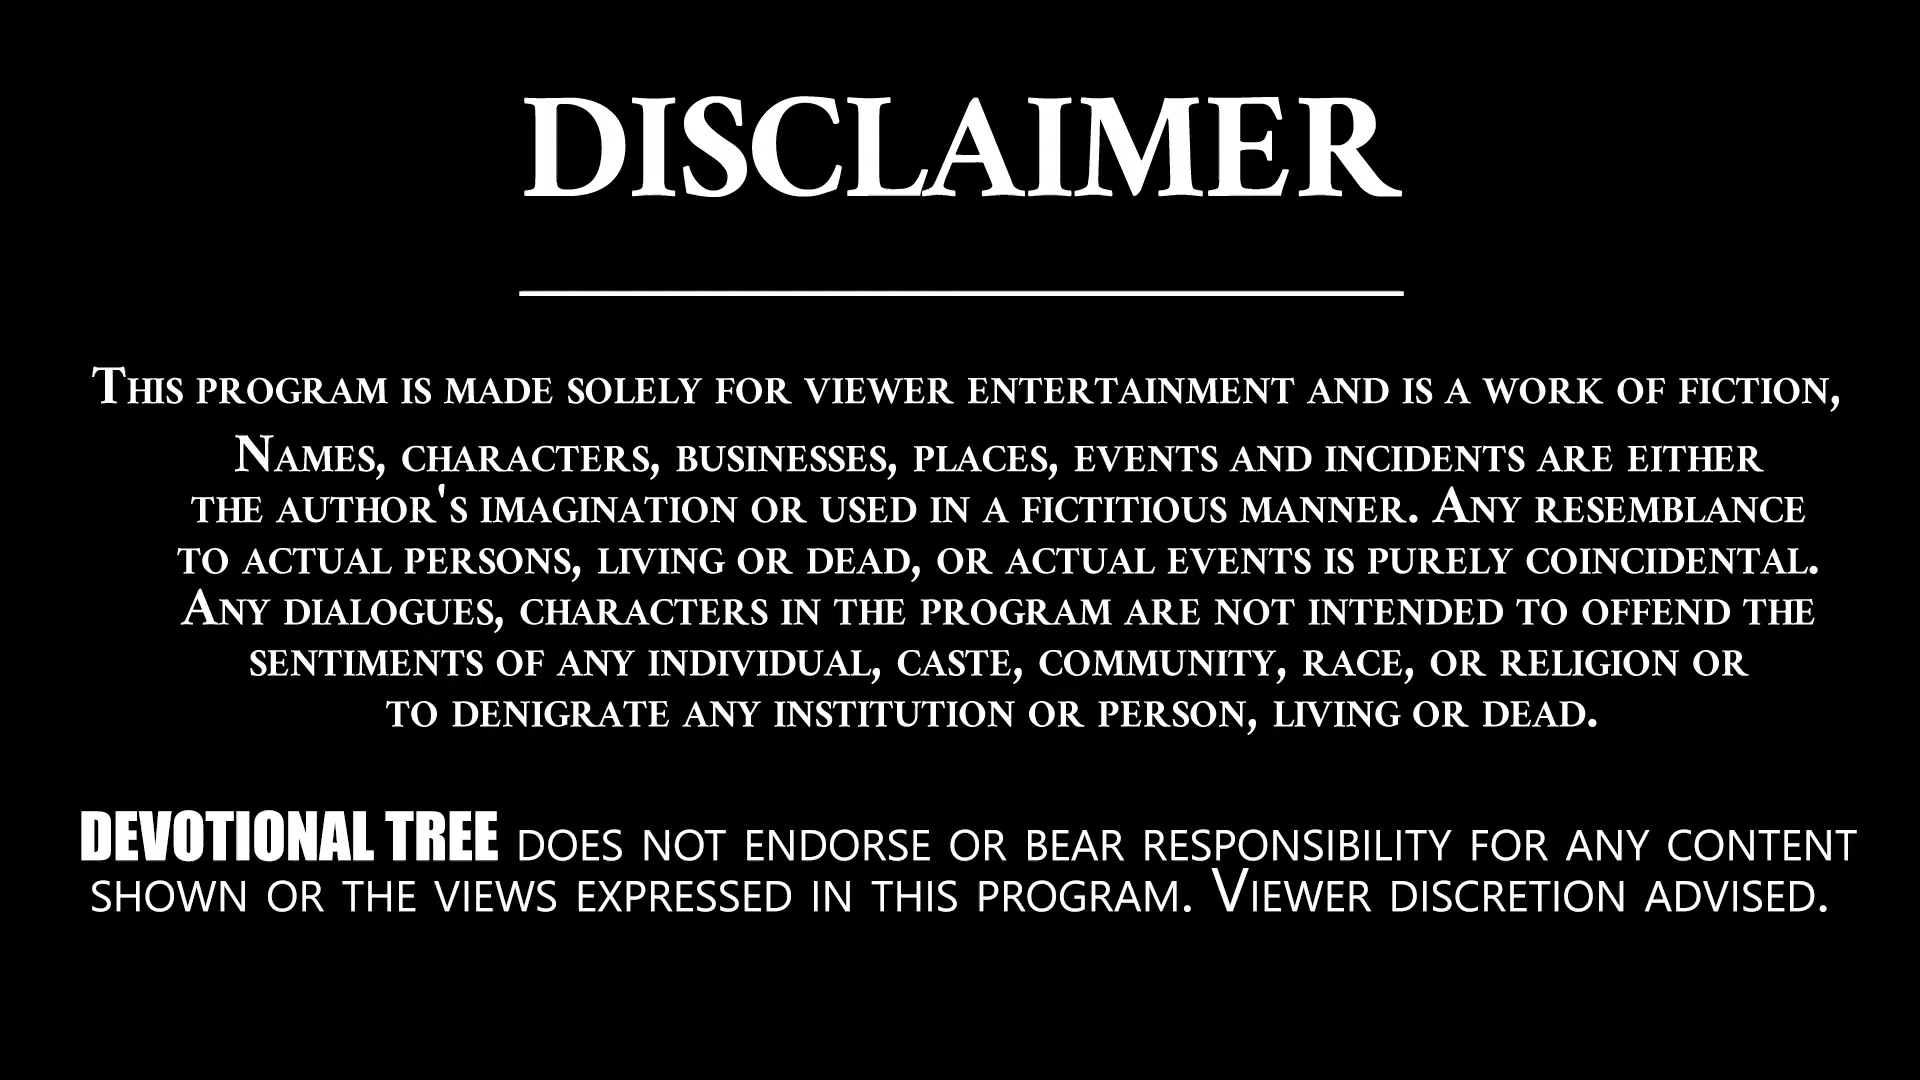 DISCLAIMER
This program is made solely for viewer entertainment and is a work of fiction,
Names, characters, businesses, places, events and incidents are either
the author's imagination or used in a fictitious manner. Any resemblance
to actual persons, living or dead, or actual events is purely coincidental.
Any dialogues, characters in the program are not intended to offend the
sentiments of any individual, caste, community, race, or religion or
to denigrate any institution or person, living or dead.
DEVOTIONAL TREE does not endorse or bear responsibility for any content
shown or the views expressed in this program. Viewer discretion advised.